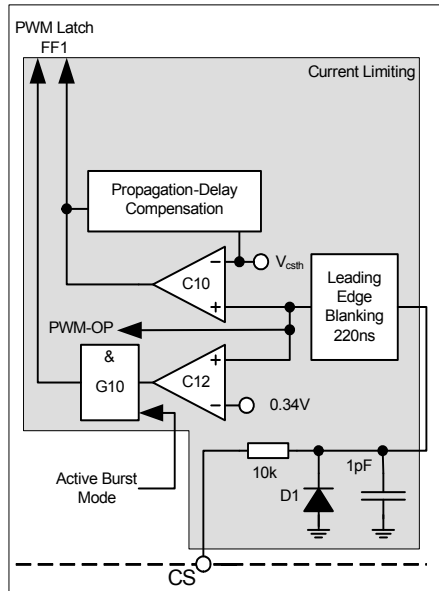 PWM Latch
FF1
Current Limiting
Propagation-Delay
Compensation
Vcsth
C10
Leading
Edge
Blanking
220ns
PWM-OP
&
G10
C12
0.34V
Active Burst
Mode
10k
D1
1pF
CS